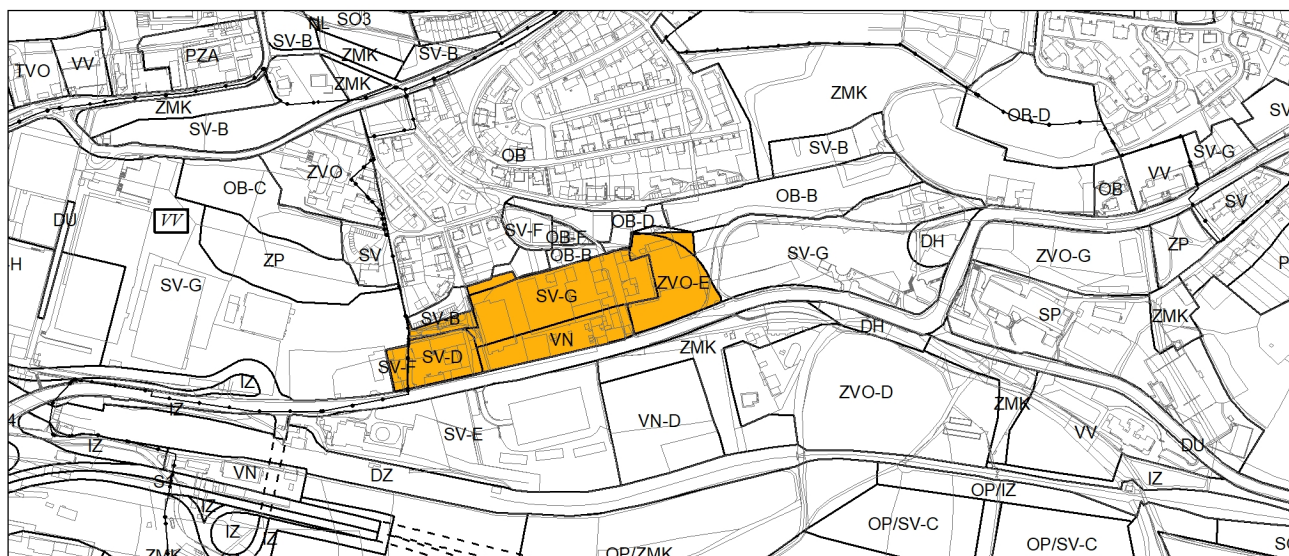 NL
SO3
SV-B
ZMK
SV-B
PZA
TVO
VV
ZMK
ZMK
ZMK
SV-B
OB-D
SV-B
SV-G
SV
OB
ZVO
OB-C
OB-B
OB
VV
SV
DU
VV
SV-F
OB-D
OB-E
OB-B
SV
ZP
DH
ZVO-G
ZP
SV-G
SV-G
ZVO-E
SV-G
-H
SV-B
DH
SP
ZMK
VN
ZMK
SV-F
SV-D
IZ
IZ
ZVO-D
ZMK
VN-D
SV-E
VV
DU
IZ
VN
DZ
IZ
OP/IZ
IZ
IZ
IZ
OP/SV-C
OP/SV-C
ZMK
OP/ZMK